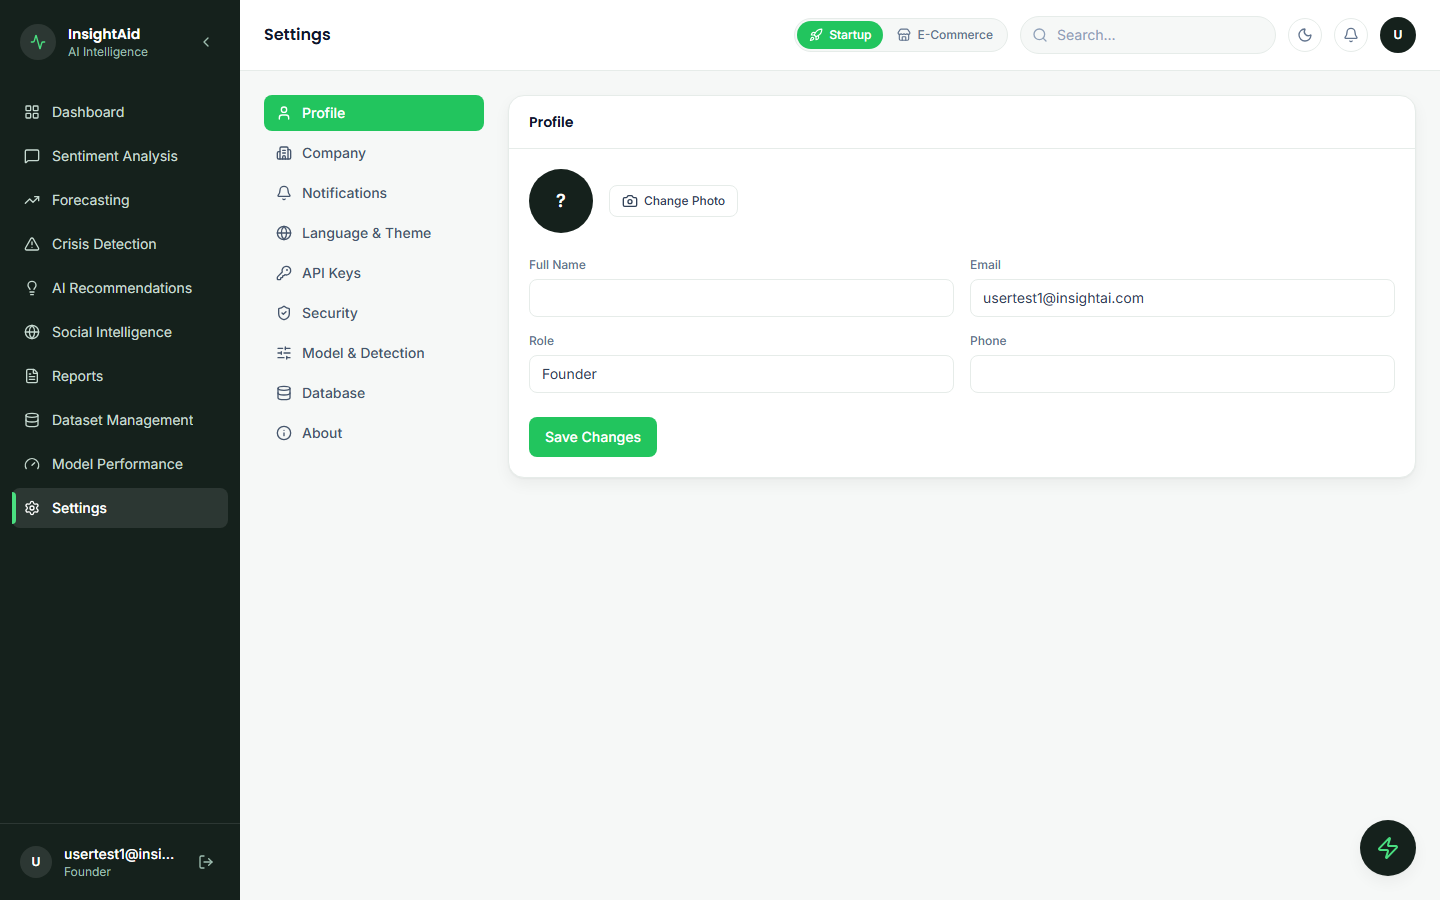 InsightAid
AI Intelligence
Dashboard
Sentiment Analysis
Forecasting
Crisis Detection
AI Recommendations
Social Intelligence
Reports
Dataset Management
Model Performance
Settings
U
usertest1@insi...
Founder
Settings
Startup
E-Commerce
Search...
U
Profile
Company
Notifications
Language & Theme
API Keys
Security
Model & Detection
Database
About
Profile
?
Change Photo
Full Name
Email
usertest1@insightai.com
Role
Phone
Founder
Save Changes